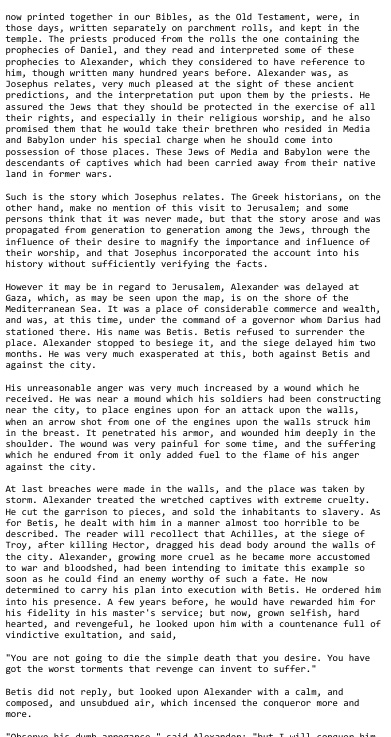 now printed together in our Bibles, as the Old Testament, were, in
those days, written separately on parchment rolls, and kept in the
temple. The priests produced from the rolls the one containing the
prophecies of Daniel, and they read and interpreted some of these
prophecies to Alexander, which they considered to have reference to
him, though written many hundred years before. Alexander was, as
Josephus relates, very much pleased at the sight of these ancient
predictions, and the interpretation put upon them by the priests. He
assured the Jews that they should be protected in the exercise of all
their rights, and especially in their religious worship, and he also
promised them that he would take their brethren who resided in Media
and Babylon under his special charge when he should come into
possession of those places. These Jews of Media and Babylon were the
descendants of captives which had been carried away from their native
land in former wars.

Such is the story which Josephus relates. The Greek historians, on the
other hand, make no mention of this visit to Jerusalem; and some
persons think that it was never made, but that the story arose and was
propagated from generation to generation among the Jews, through the
influence of their desire to magnify the importance and influence of
their worship, and that Josephus incorporated the account into his
history without sufficiently verifying the facts.

However it may be in regard to Jerusalem, Alexander was delayed at
Gaza, which, as may be seen upon the map, is on the shore of the
Mediterranean Sea. It was a place of considerable commerce and wealth,
and was, at this time, under the command of a governor whom Darius had
stationed there. His name was Betis. Betis refused to surrender the
place. Alexander stopped to besiege it, and the siege delayed him two
months. He was very much exasperated at this, both against Betis and
against the city.

His unreasonable anger was very much increased by a wound which he
received. He was near a mound which his soldiers had been constructing
near the city, to place engines upon for an attack upon the walls,
when an arrow shot from one of the engines upon the walls struck him
in the breast. It penetrated his armor, and wounded him deeply in the
shoulder. The wound was very painful for some time, and the suffering
which he endured from it only added fuel to the flame of his anger
against the city.

At last breaches were made in the walls, and the place was taken by
storm. Alexander treated the wretched captives with extreme cruelty.
He cut the garrison to pieces, and sold the inhabitants to slavery. As
for Betis, he dealt with him in a manner almost too horrible to be
described. The reader will recollect that Achilles, at the siege of
Troy, after killing Hector, dragged his dead body around the walls of
the city. Alexander, growing more cruel as he became more accustomed
to war and bloodshed, had been intending to imitate this example so
soon as he could find an enemy worthy of such a fate. He now
determined to carry his plan into execution with Betis. He ordered him
into his presence. A few years before, he would have rewarded him for
his fidelity in his master's service; but now, grown selfish, hard
hearted, and revengeful, he looked upon him with a countenance full of
vindictive exultation, and said,

"You are not going to die the simple death that you desire. You have
got the worst torments that revenge can invent to suffer."

Betis did not reply, but looked upon Alexander with a calm, and
composed, and unsubdued air, which incensed the conqueror more and
more.

"Observe his dumb arrogance," said Alexander; "but I will conquer him